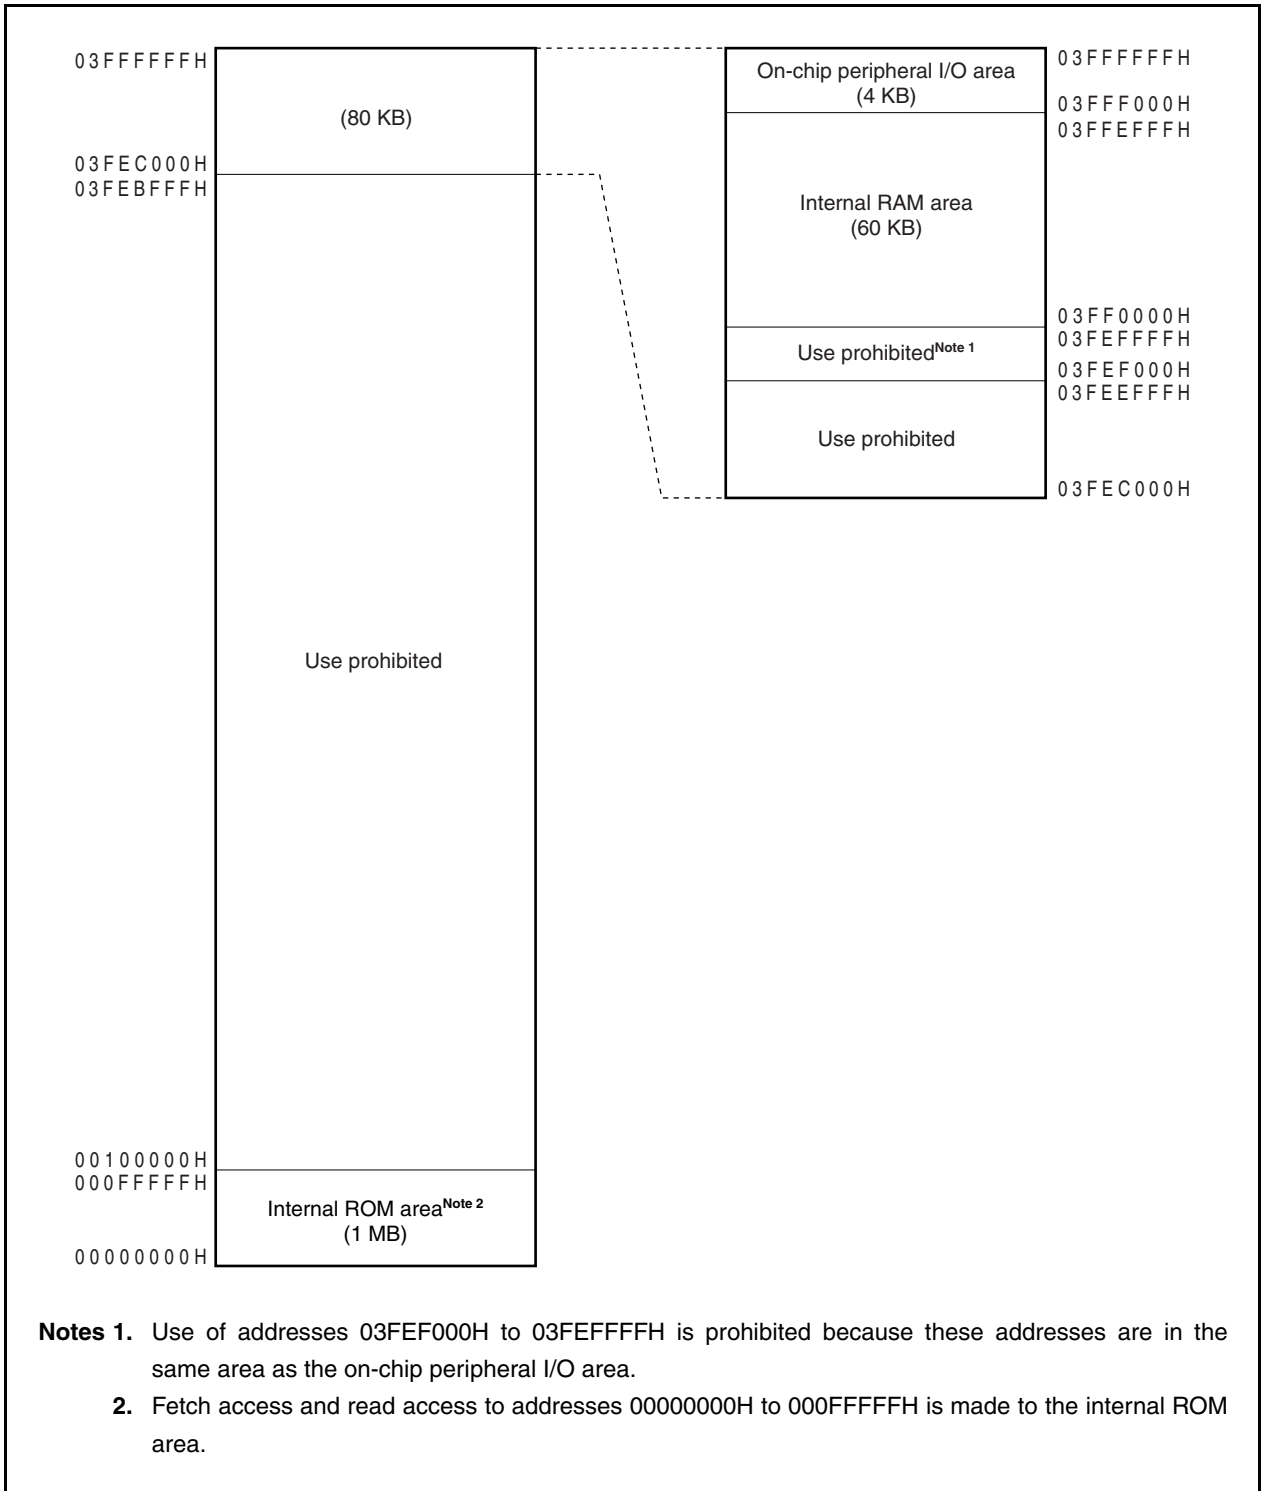 03FFFFFFH
(80 KB)
03FEC000H
03FEBFFFH
Use prohibited
00100000H
000FFFFFH
Internal ROM area Note 2
(1 MB)
00000000H
On-chip peripheral I/O area
(4 KB)
03FFFFFFH
03FFF000H
03FFEFFFH
Internal RAM area
(60 KB)
03FF0000H
03FEFFFFH
Use prohibited Note 1
03FEF000H
03FEEFFFH
Use prohibited
03FEC000H
Notes 1. Use of addresses 03FEF000H to 03FEFFFFH is prohibited because these addresses are in the
same area as the on-chip peripheral I/O area.
2. Fetch access and read access to addresses 00000000H to 000FFFFFH is made to the internal ROM
area.